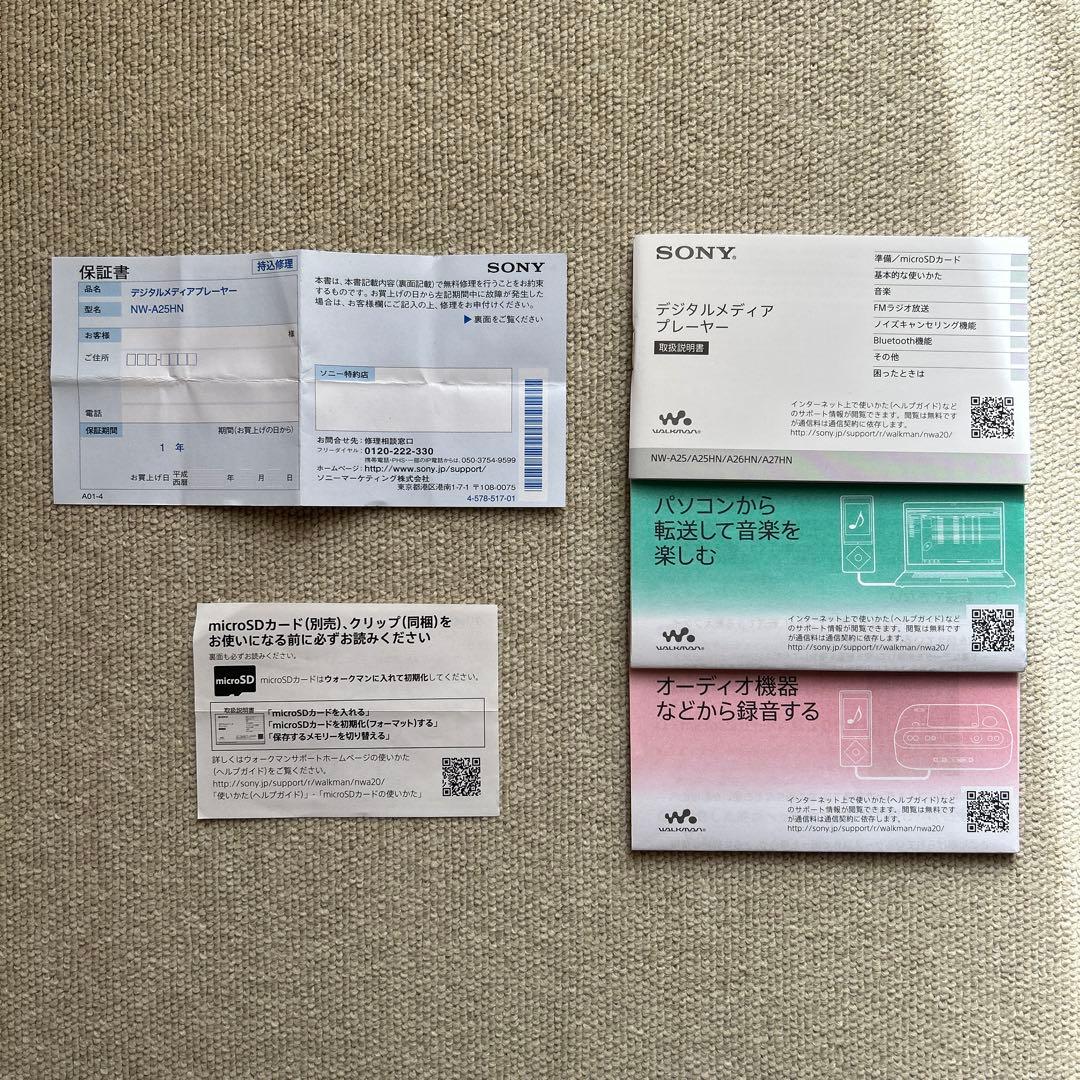 保証書
持込修理
品名
デジタルメディアプレーヤー
型名
NW-A25HN
お客様
様
ご住所
電話
保証期間
期間(お買上げの日から)
1 年
お買上げ日
平成
西暦
年 月 日
A01-4
SONY
本書は、本書記載内容(裏面記載)で無料修理を行うことをお約束
するものです。お買上げの日から左記期間中に故障が発生した
場合は、お客様欄にご記入の上、修理をお申付けください。
▶ 裏面をご覧ください
ソニー特約店
お問合せ先：修理相談窓口
フリーダイヤル：0120-222-330
携帯電話・PHS・一部のIP電話からは、050-3754-9599
ホームページ：http://www.sony.jp/support/
ソニーマーケティング株式会社
東京都港区港南1-7-1 〒108-0075
4-578-517-01
microSDカード(別売)、クリップ(同梱)を
お使いになる前に必ずお読みください
裏面も必ずお読みください。
microSD
microSDカードはウォークマンに入れて初期化してください。
取扱説明書
「microSDカードを入れる」
「microSDカードを初期化(フォーマット)する」
「保存するメモリーを切り替える」
詳しくはウォークマンサポートホームページの使いかた
(ヘルプガイド)をご覧ください。
http://sony.jp/support/r/walkman/nwa20/
「使いかた(ヘルプガイド)」-「microSDカードの使いかた」
SONY®
デジタルメディア
プレーヤー
取扱説明書
準備／microSDカード
基本的な使いかた
音楽
FMラジオ放送
ノイズキャンセリング機能
Bluetooth機能
その他
困ったときは
インターネット上で使いかた(ヘルプガイド)など
のサポート情報が閲覧できます。閲覧は無料です
が通信料は通信契約に依存します。
http://sony.jp/support/r/walkman/nwa20/
WALKMAN®
NW-A25/A25HN/A26HN/A27HN
パソコンから
転送して音楽を
楽しむ
インターネット上で使いかた(ヘルプガイド)など
のサポート情報が閲覧できます。閲覧は無料です
が通信料は通信契約に依存します。
http://sony.jp/support/r/walkman/nwa20/
WALKMAN®
オーディオ機器
などから録音する
インターネット上で使いかた(ヘルプガイド)など
のサポート情報が閲覧できます。閲覧は無料です
が通信料は通信契約に依存します。
http://sony.jp/support/r/walkman/nwa20/
WALKMAN®